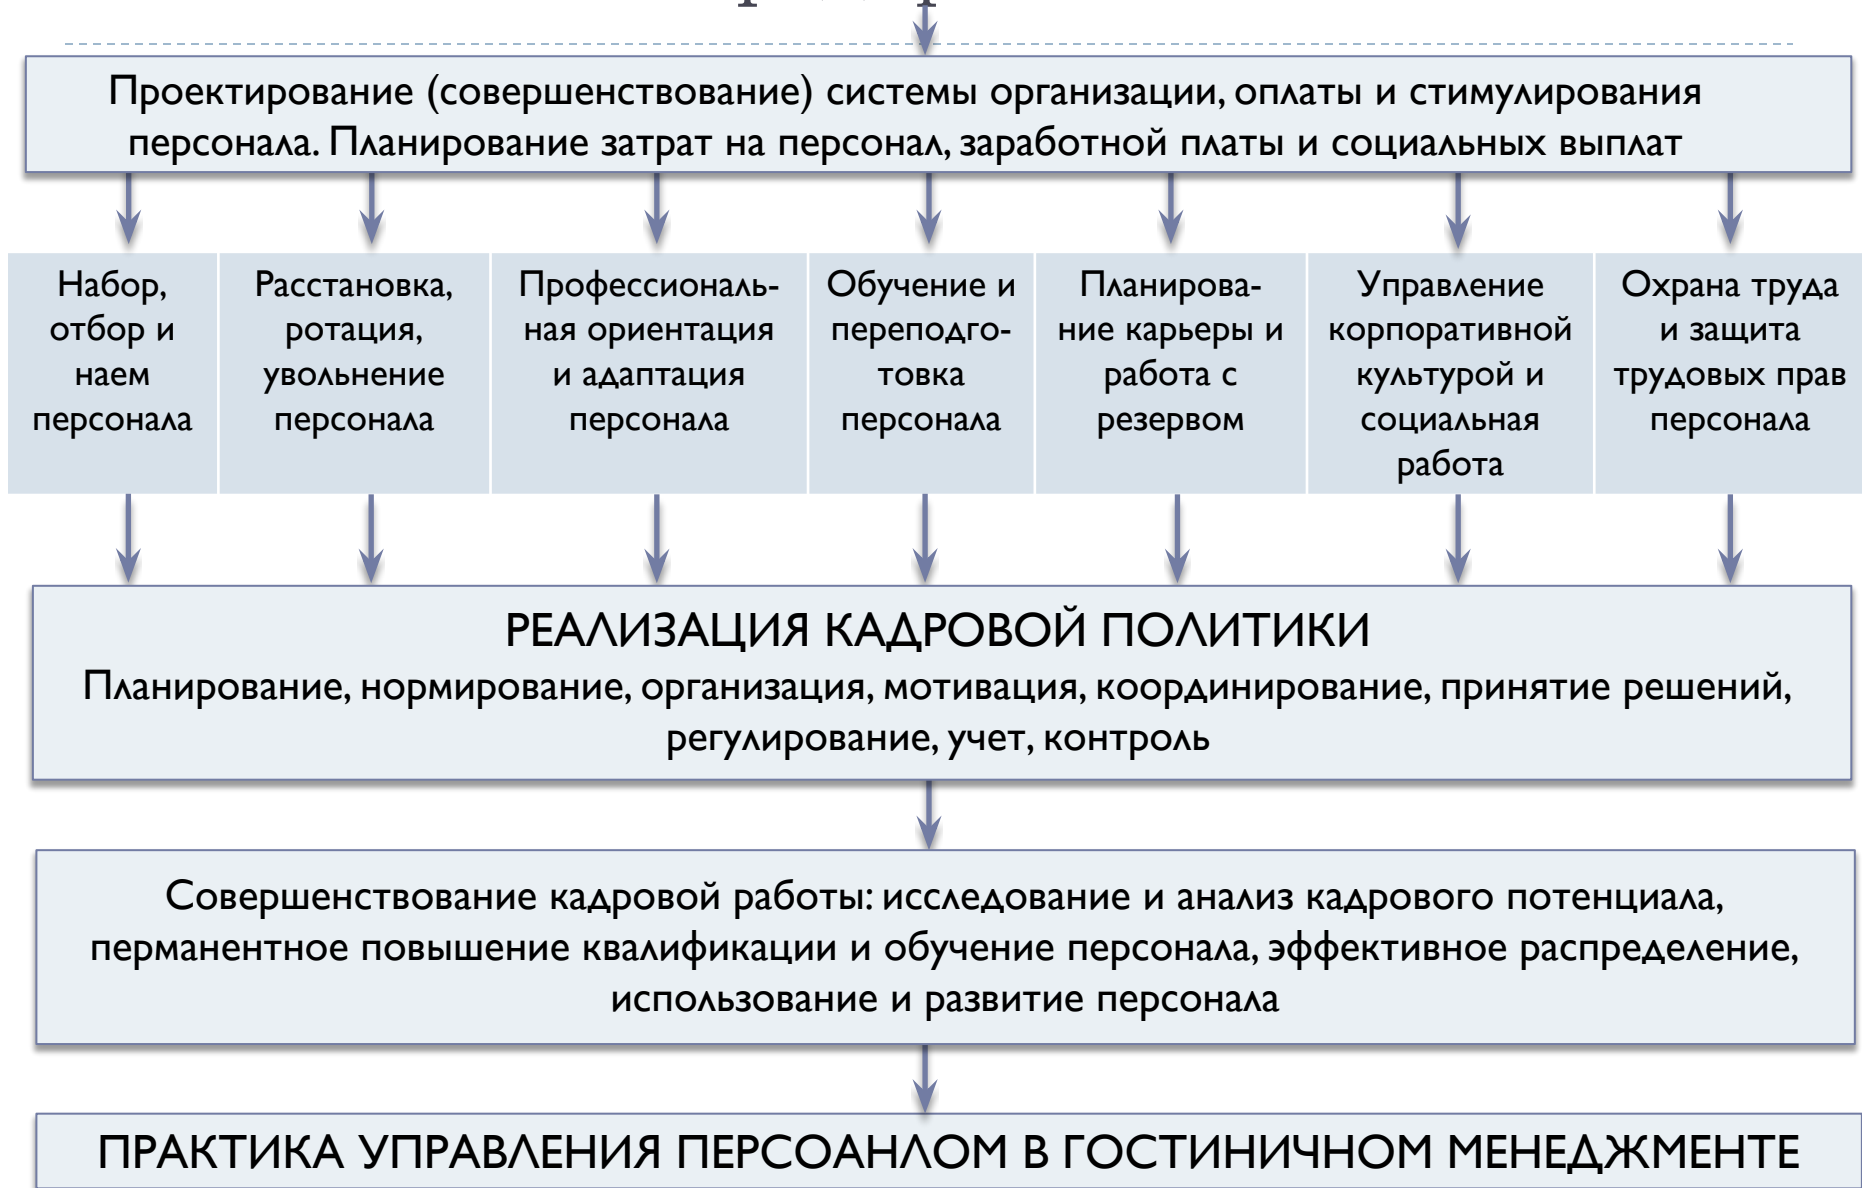 Проектирование (совершенствование) системы организации, оплаты и стимулирования
персонала. Планирование затрат на персонал, заработной платы и социальных выплат
Набор,
отбор и
наем
персонала
Расстановка,
ротация,
увольнение
персонала
Профессиональ-
ная ориентация
и адаптация
персонала
Обучение и
переподго-
товка
персонала
Планирова-
ние карьеры и
работа с
резервом
Управление
корпоративной
культурой и
социальная
работа
Охрана труда
и защита
трудовых прав
персонала
РЕАЛИЗАЦИЯ КАДРОВОЙ ПОЛИТИКИ
Планирование, нормирование, организация, мотивация, координирование, принятие решений,
регулирование, учет, контроль
Совершенствование кадровой работы: исследование и анализ кадрового потенциала,
перманентное повышение квалификации и обучение персонала, эффективное распределение,
использование и развитие персонала
ПРАКТИКА УПРАВЛЕНИЯ ПЕРСОАНЛОМ В ГОСТИНИЧНОМ МЕНЕДЖМЕНТЕ